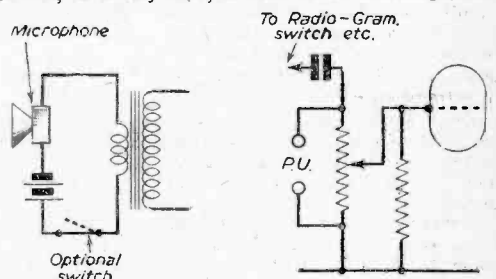 Microphone
Optional
switch
To Radio-Gram.
switch etc.
P.U.